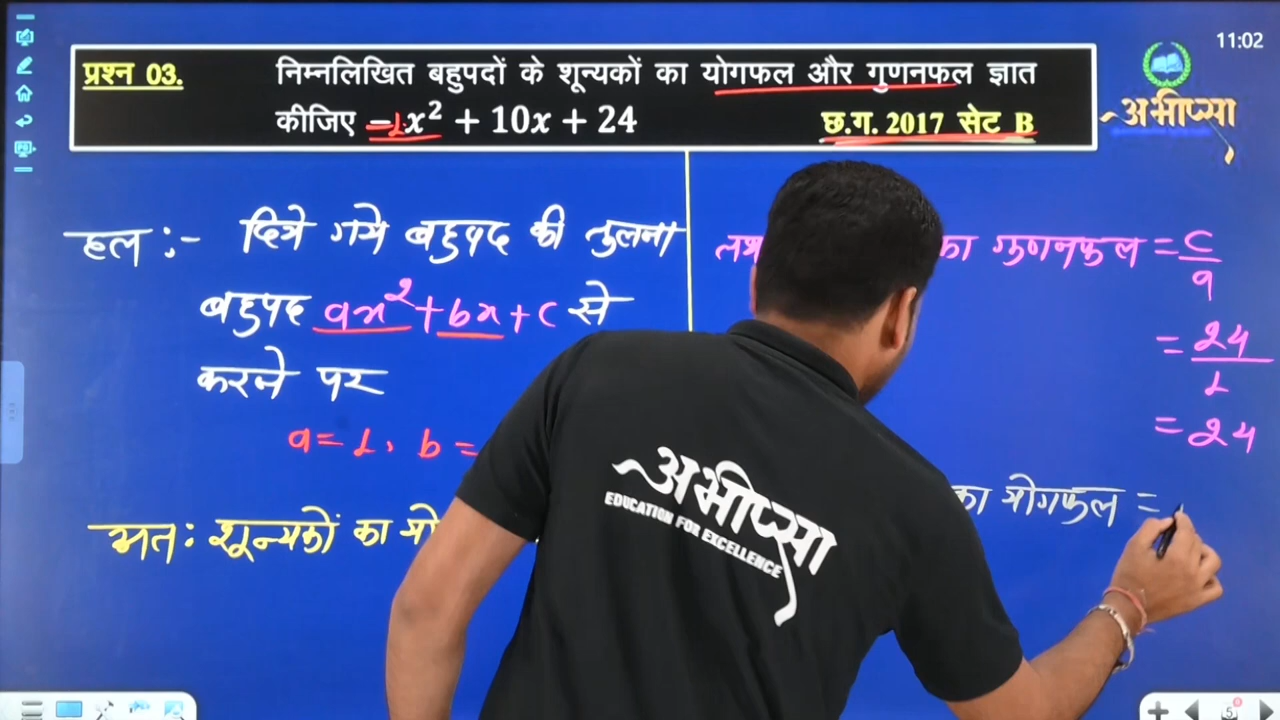 11:02
प्रश्न 03. निम्नलिखित बहुपदों के शून्यकों का योगफल और गुणनफल ज्ञात
कीजिए –1x² + 10x + 24 छ.ग. 2017 सेट B
अभीप्सा
हल :- दिये गये बहुपद की तुलना
बहुपद ax² + bx + c से
करने पर
a = 1, b =
अतः शून्यकों का यो
का गुणनफल = c/a
= 24/1
= 24
का योगफल =
अभीप्सा
EDUCATION FOR EXCELLENCE
5